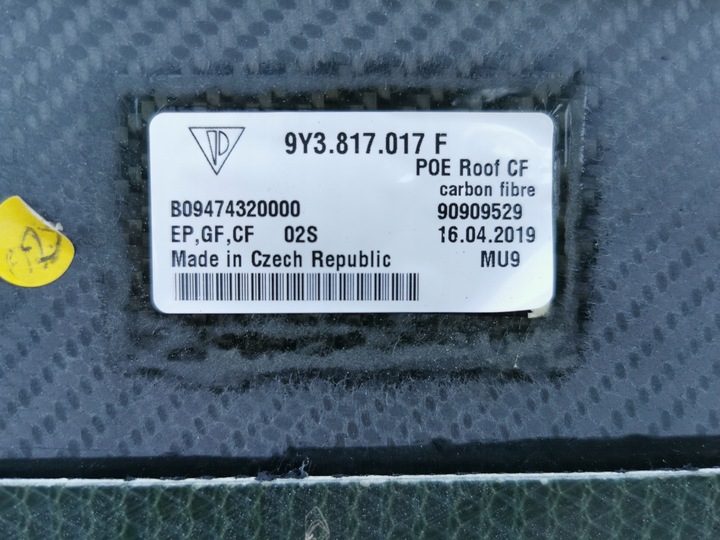 9Y3.817.017 F
POE Roof CF
carbon fibre
B09474320000 90909529
EP,GF,CF 02S 16.04.2019
Made in Czech Republic MU9